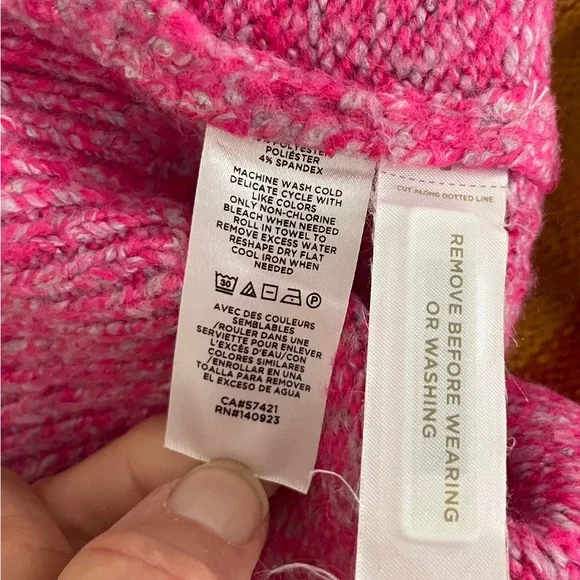 POLYESTER
POLIÉSTER
4% SPANDEX
MACHINE WASH COLD
DELICATE CYCLE WITH
LIKE COLORS
ONLY NON-CHLORINE
BLEACH WHEN NEEDED
ROLL IN TOWEL TO
REMOVE EXCESS WATER
RESHAPE DRY FLAT
COOL IRON WHEN
NEEDED
30 P
AVEC DES COULEURS
SEMBLABLES
/ROULER DANS UNE
SERVIETTE POUR ENLEVER
L'EXCÈS D'EAU/CON
COLORES SIMILARES
/ENROLLAR EN UNA
TOALLA PARA REMOVER
EL EXCESO DE AGUA
CA#57421
RN#140923
CUT ALONG DOTTED LINE
REMOVE BEFORE WEARING
OR WASHING